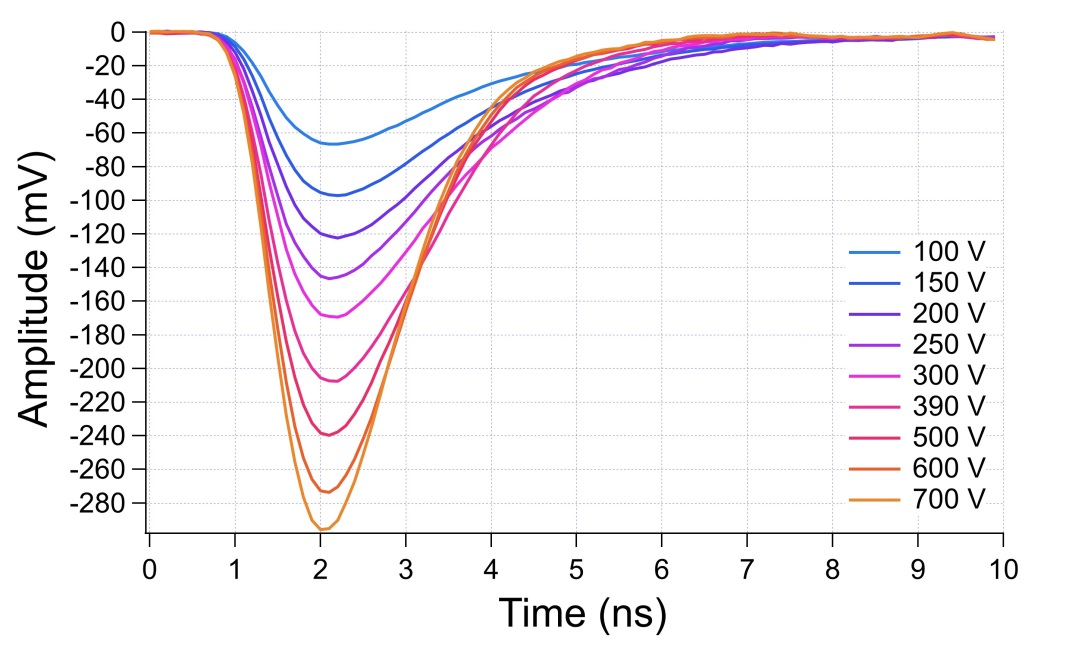 0
-20
-40
-60
-80
-100
-120
-140
-160
-180
-200
-220
-240
-260
-280
Amplitude (mV)
100 V
150 V
200 V
250 V
300 V
390 V
500 V
600 V
700 V
0 1 2 3 4 5 6 7 8 9 10
Time (ns)